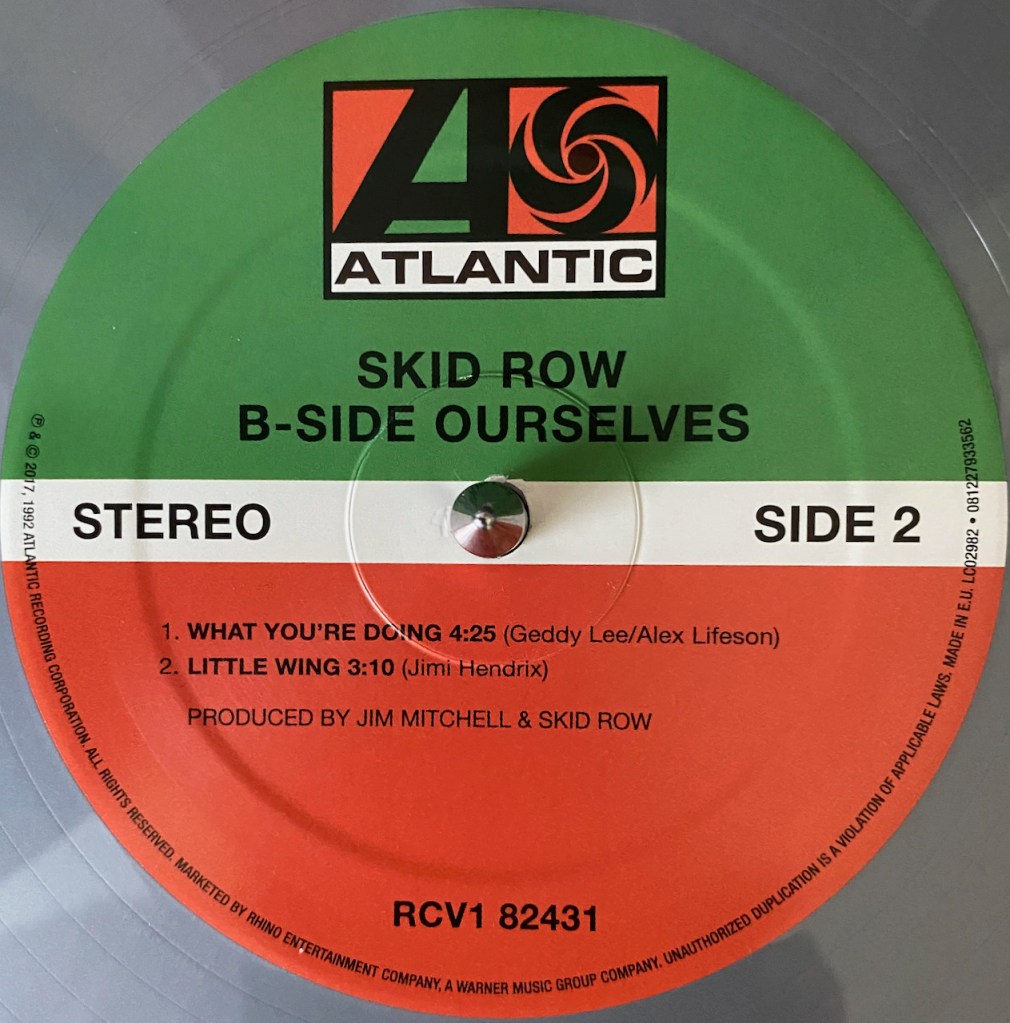 ATLANTIC
SKID ROW
B-SIDE OURSELVES
STEREO
SIDE 2
1. WHAT YOU'RE DOING 4:25 (Geddy Lee/Alex Lifeson)
2. LITTLE WING 3:10 (Jimi Hendrix)
PRODUCED BY JIM MITCHELL & SKID ROW
RCV1 82431
℗ & © 2017, 1992 ATLANTIC RECORDING CORPORATION. ALL RIGHTS RESERVED. MARKETED BY RHINO ENTERTAINMENT COMPANY, A WARNER MUSIC GROUP COMPANY. UNAUTHORIZED DUPLICATION IS A VIOLATION OF APPLICABLE LAWS. MADE IN E.U. LC02982 • 081227933562